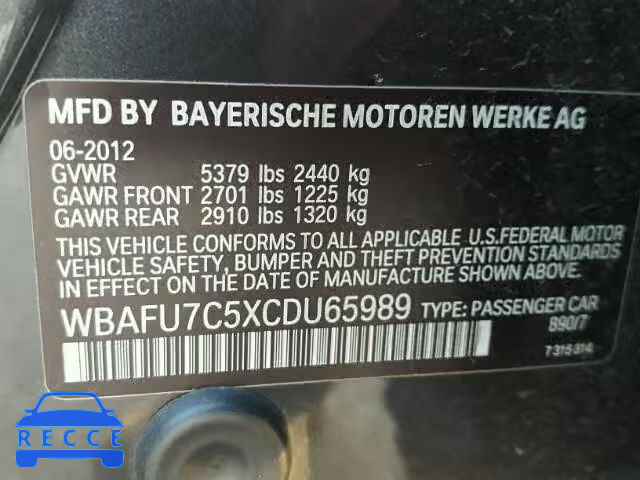 MFD BY BAYERISCHE MOTOREN WERKE AG
06-2012
GVWR 5379 lbs 2440 kg
GAWR FRONT 2701 lbs 1225 kg
GAWR REAR 2910 lbs 1320 kg
THIS VEHICLE CONFORMS TO ALL APPLICABLE U.S.FEDERAL MOTOR
VEHICLE SAFETY, BUMPER AND THEFT PREVENTION STANDARDS
IN EFFECT ON THE DATE OF MANUFACTURE SHOWN ABOVE.
WBAFU7C5XCDU65989 TYPE: PASSENGER CAR
890/7
7 315 314
RECCE